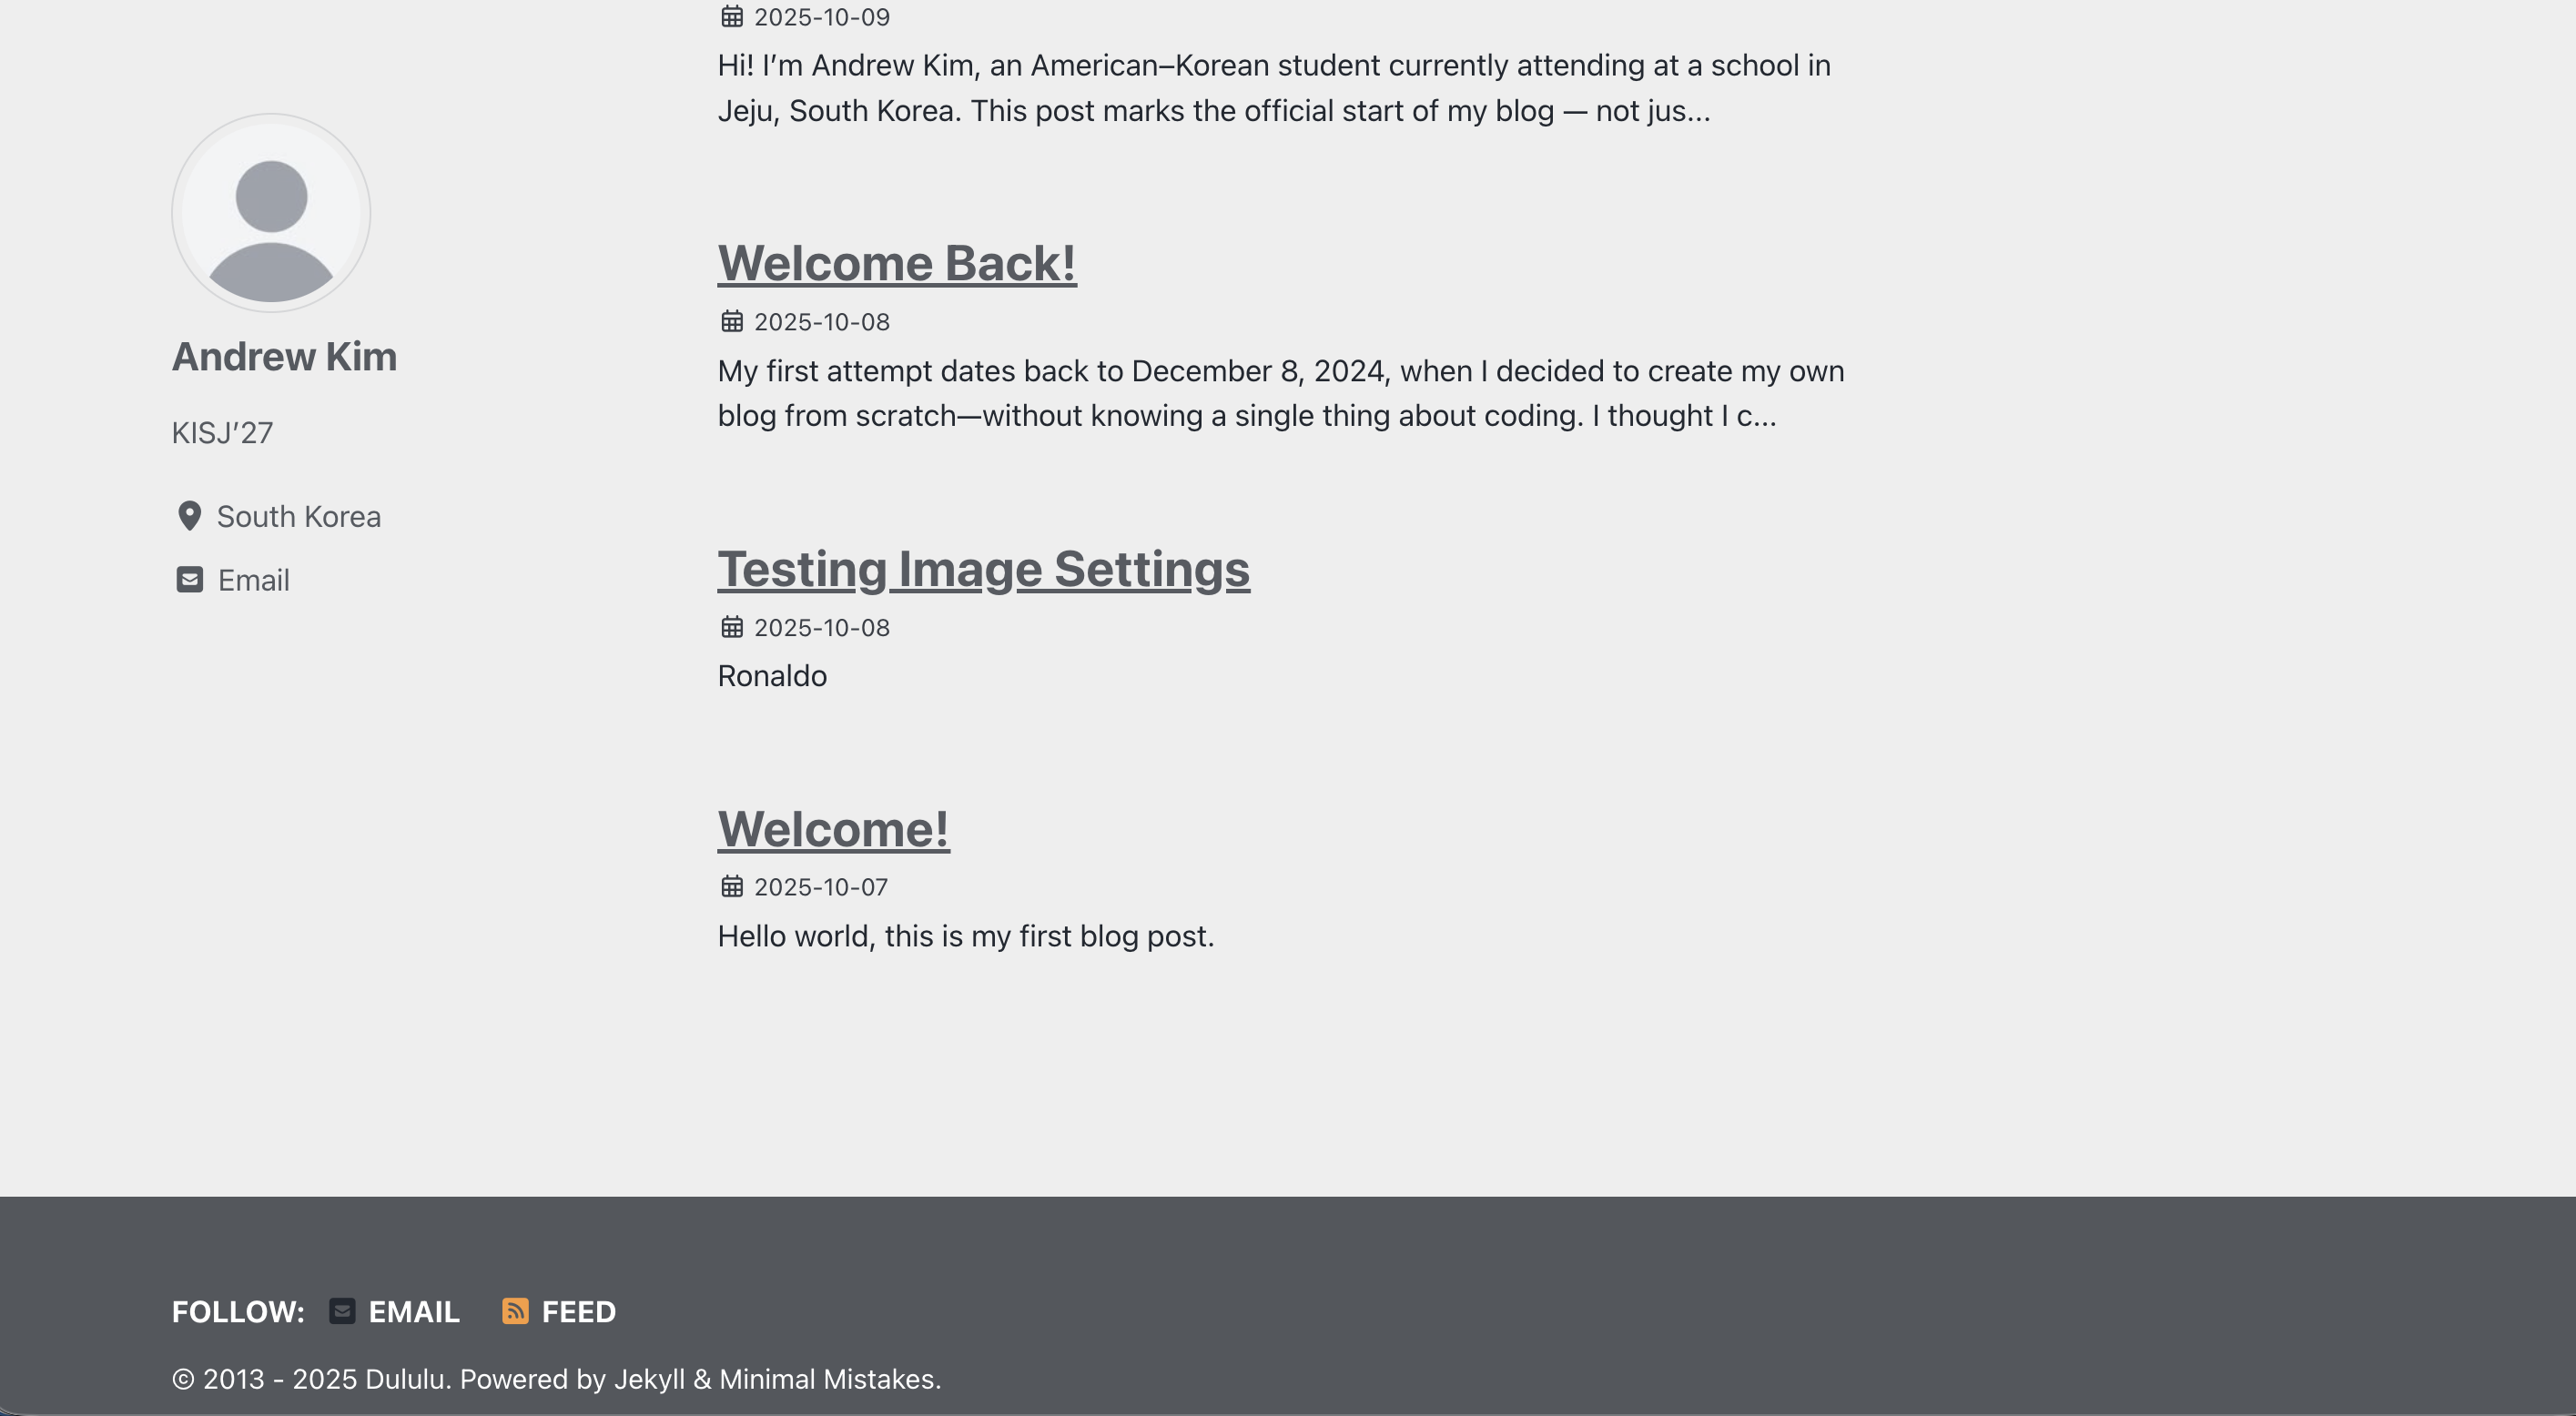 2025-10-09
Hi! I’m Andrew Kim, an American–Korean student currently attending at a school in
Jeju, South Korea. This post marks the official start of my blog — not jus...
Andrew Kim
KISJ’27
South Korea
Email
Welcome Back!
2025-10-08
My first attempt dates back to December 8, 2024, when I decided to create my own
blog from scratch—without knowing a single thing about coding. I thought I c...
Testing Image Settings
2025-10-08
Ronaldo
Welcome!
2025-10-07
Hello world, this is my first blog post.
FOLLOW: EMAIL FEED
© 2013 - 2025 Dululu. Powered by Jekyll & Minimal Mistakes.